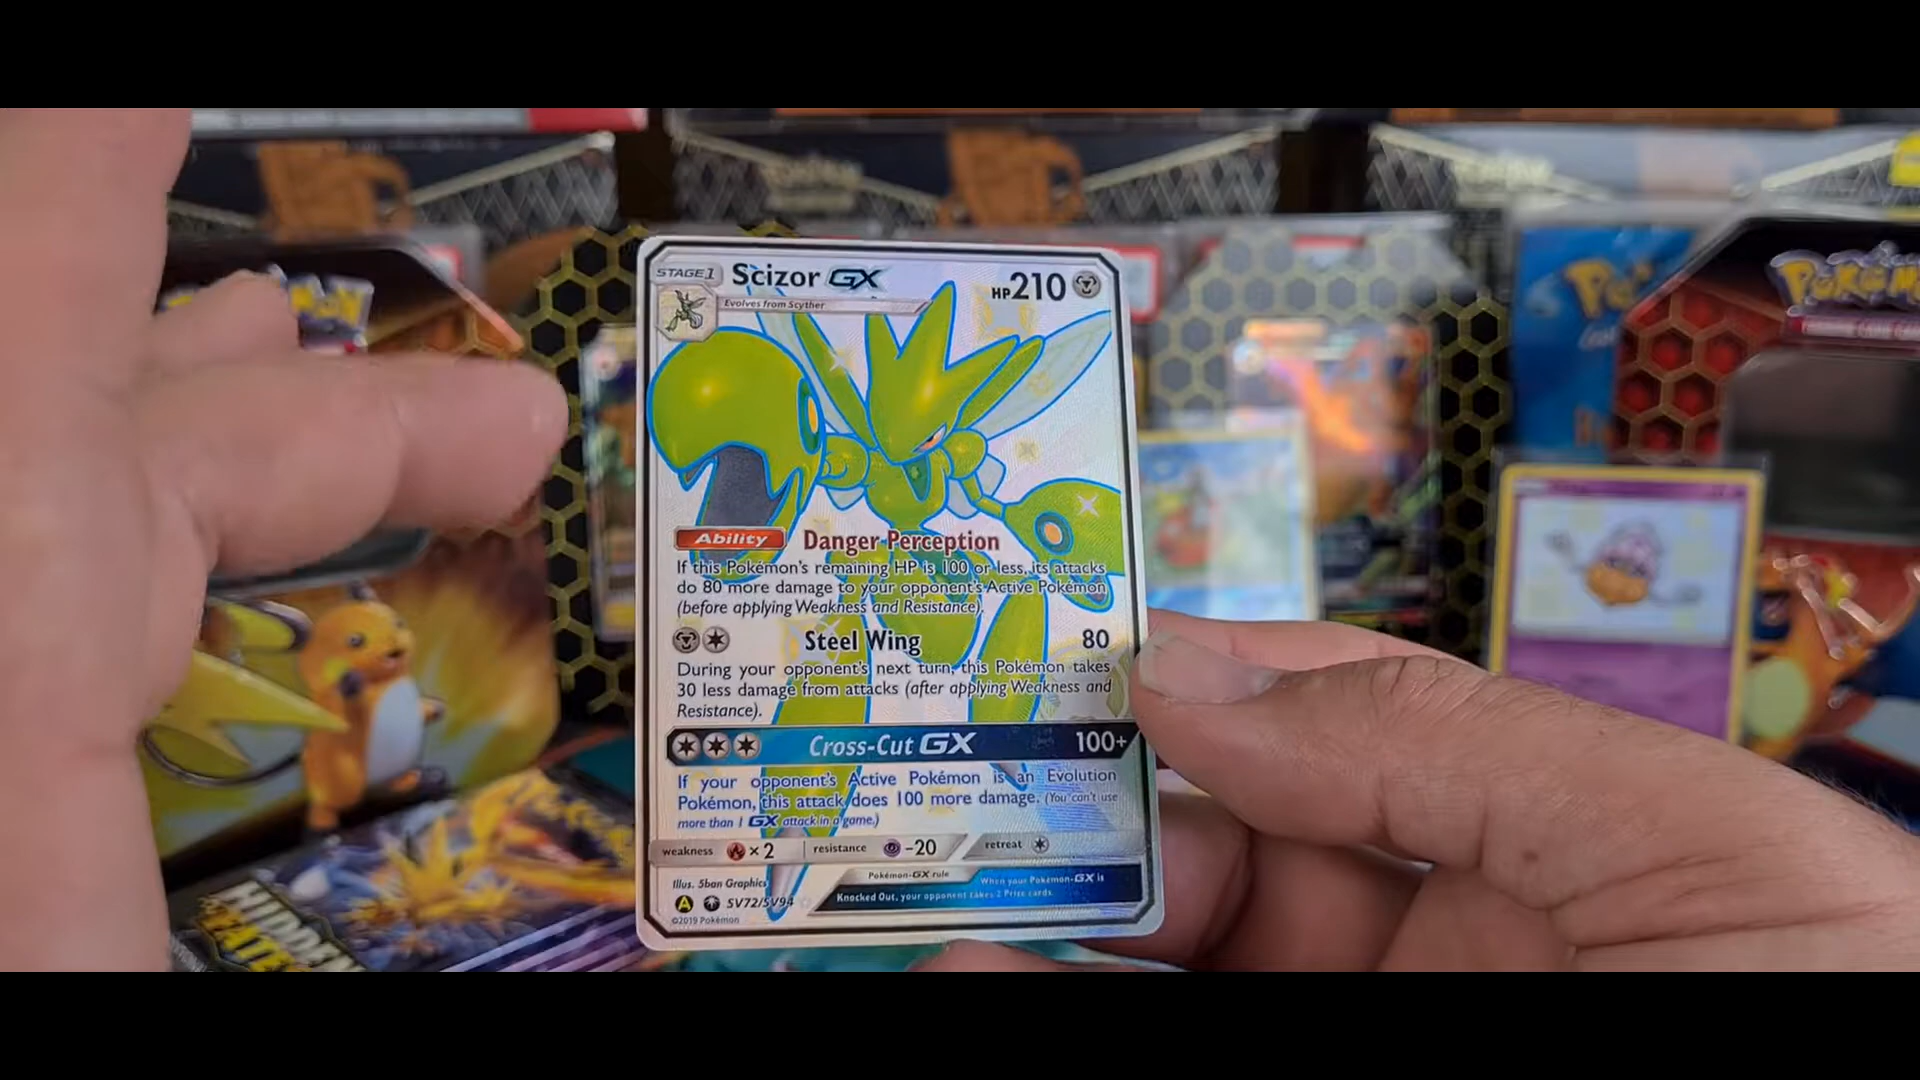 STAGE 1 Scizor GX HP210
Evolves from Scyther
Ability Danger Perception
If this Pokémon's remaining HP is 100 or less, its attacks
do 80 more damage to your opponent's Active Pokémon
(before applying Weakness and Resistance).
Steel Wing 80
During your opponent's next turn, this Pokémon takes
30 less damage from attacks (after applying Weakness and
Resistance).
Cross-Cut GX 100+
If your opponent's Active Pokémon is an Evolution
Pokémon, this attack does 100 more damage. (You can't use
more than 1 GX attack in a game.)
weakness ×2 resistance -20 retreat
Illus. 5ban Graphics Pokémon-GX rule When your Pokémon-GX is
A SV72/SV94 Knocked Out, your opponent takes 2 Prize cards.
©2019 Pokémon
HIDDEN
FATES